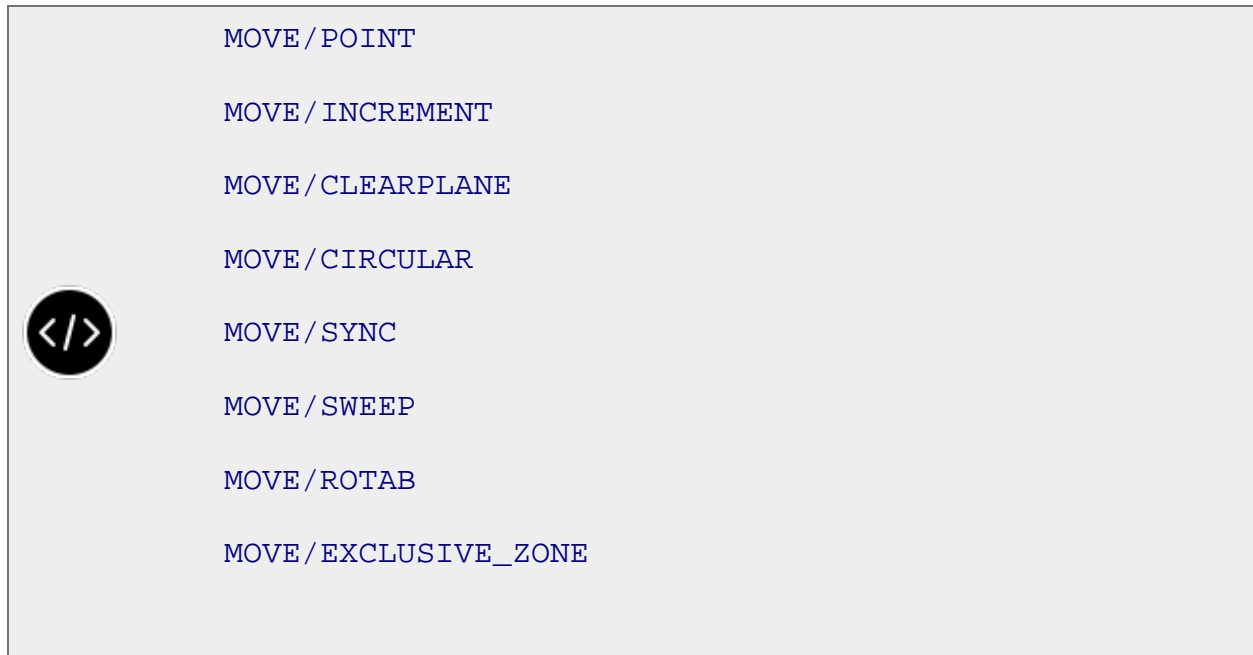 MOVE/POINT
MOVE/INCREMENT
MOVE/CLEARPLANE
MOVE/CIRCULAR
</>
MOVE/SYNC
MOVE/SWEEP
MOVE/ROTAB
MOVE/EXCLUSIVE_ZONE